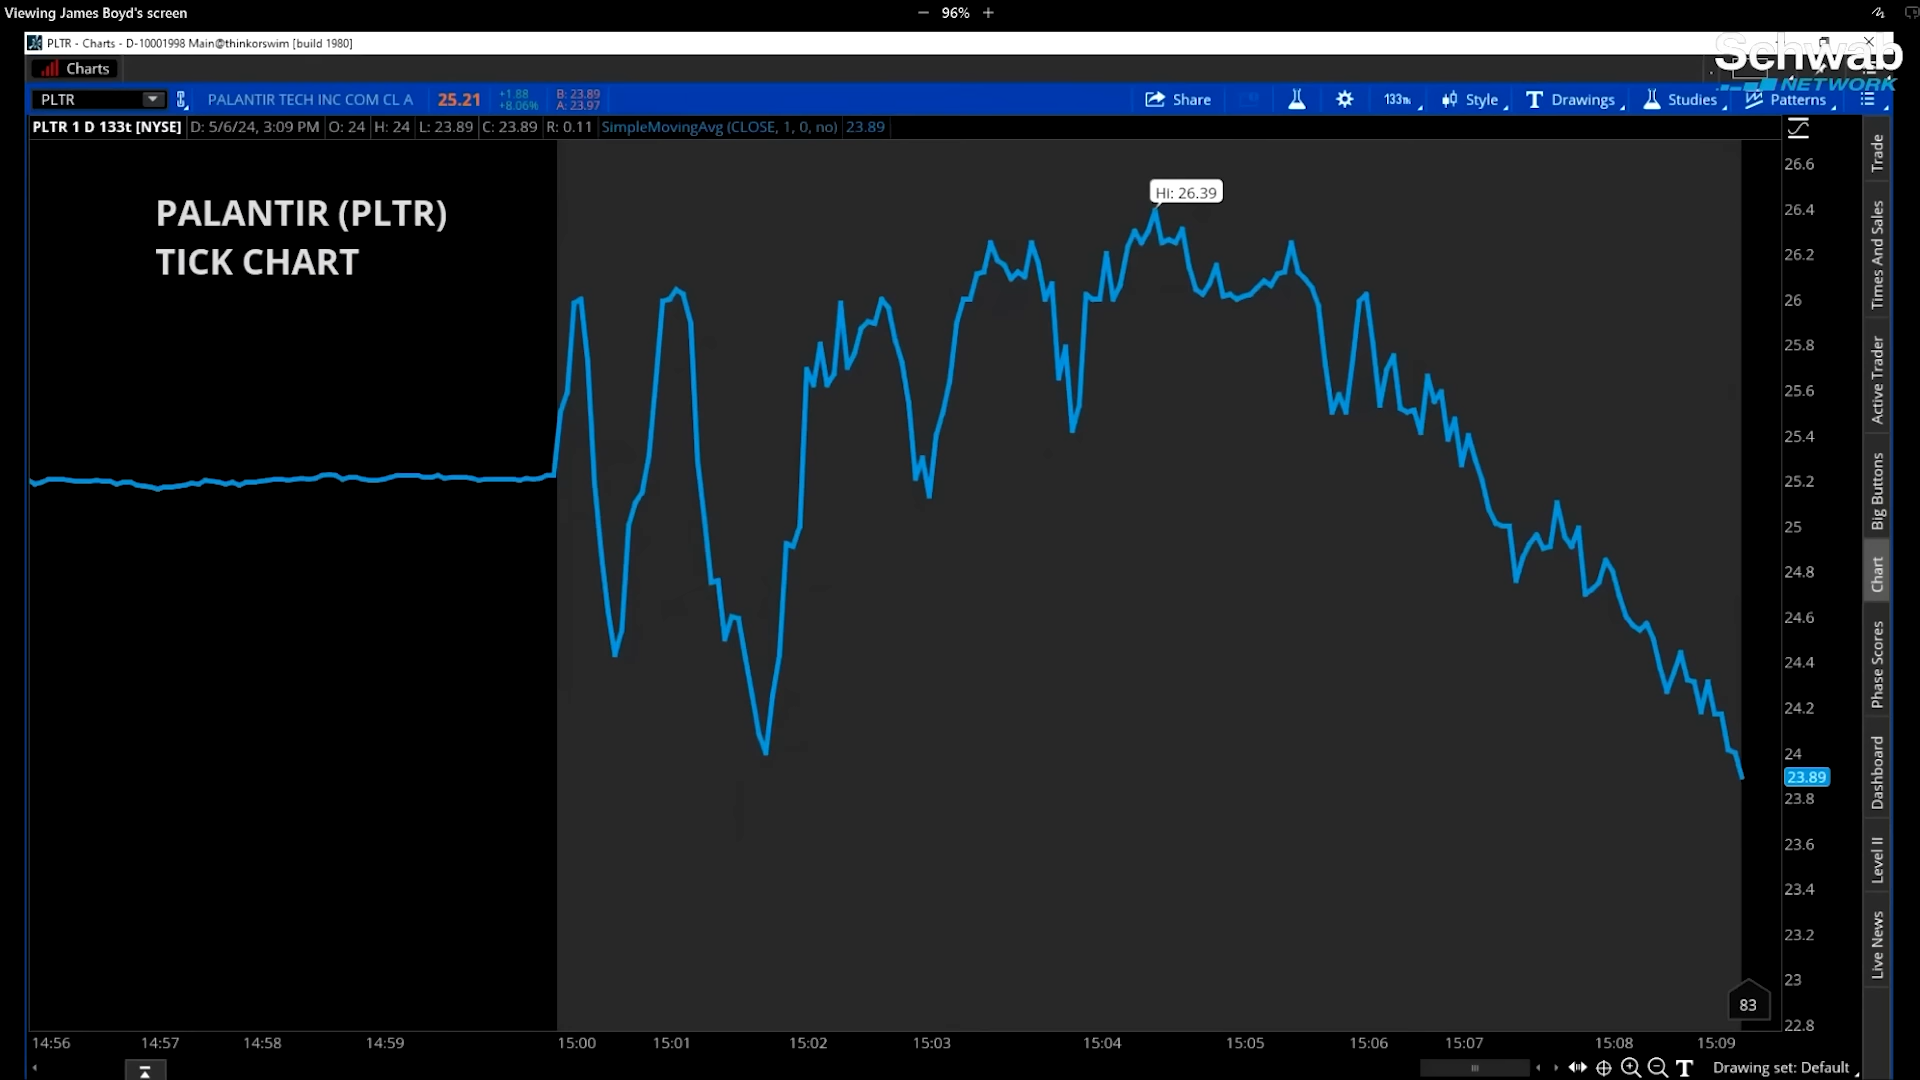 Viewing James Boyd's screen
96%
PLTR - Charts - D-10001998 Main@thinkorswim [build 1980]
Charts
Schwab
NETWORK
PLTR
PALANTIR TECH INC COM CL A
25.21
+1.88
+8.06%
B: 23.89
A: 23.97
Share
133
Style
Drawings
Studies
Patterns
PLTR 1 D 133t [NYSE]
D: 5/6/24, 3:09 PM
O: 24
H: 24
L: 23.89
C: 23.89
R: 0.11
SimpleMovingAvg (CLOSE, 1, 0, no)
23.89
PALANTIR (PLTR)
TICK CHART
Hi: 26.39
26.6
26.4
26.2
26
25.8
25.6
25.4
25.2
25
24.8
24.6
24.4
24.2
24
23.89
23.8
23.6
23.4
23.2
23
22.8
83
14:56
14:57
14:58
14:59
15:00
15:01
15:02
15:03
15:04
15:05
15:06
15:07
15:08
15:09
Trade
Times And Sales
Active Trader
Big Buttons
Chart
Phase Scores
Dashboard
Level II
Live News
Drawing set: Default